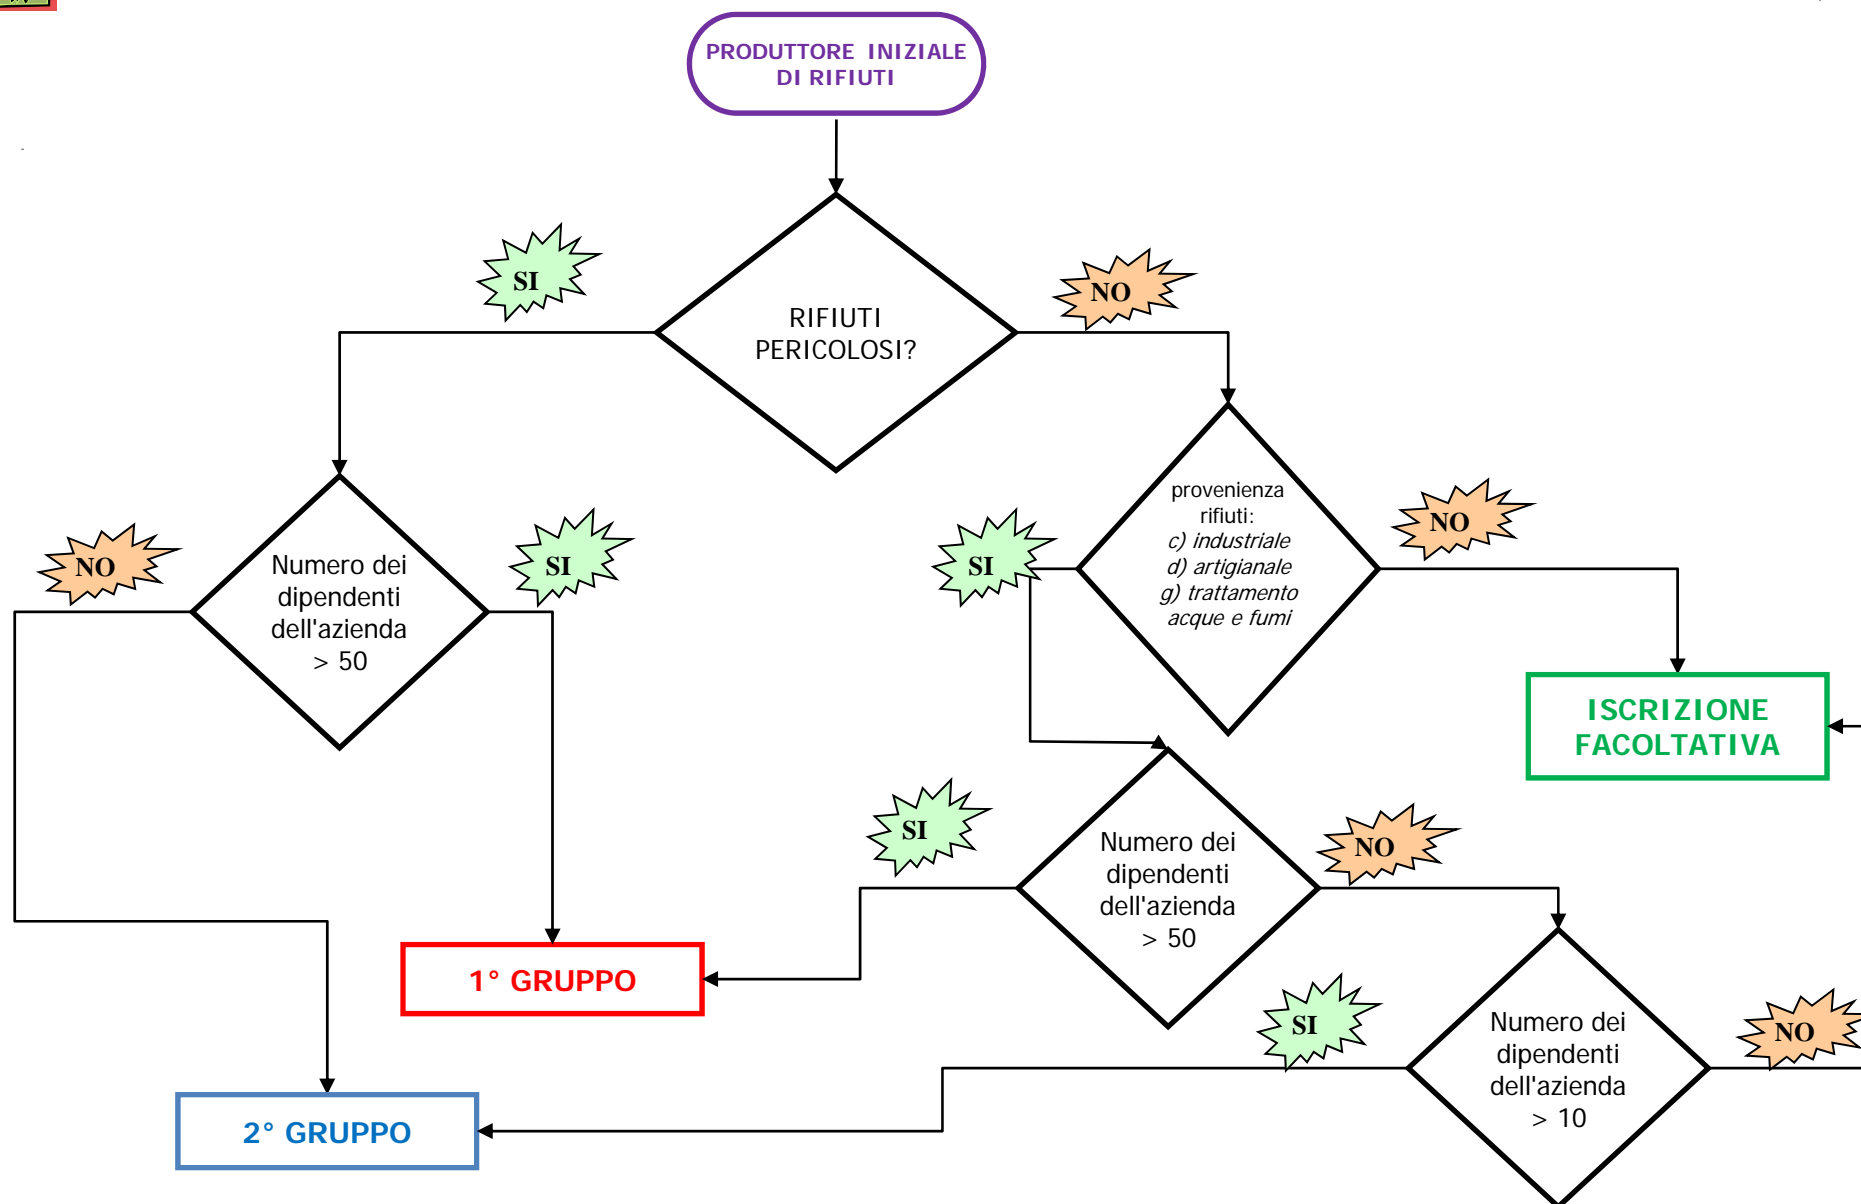 PRODUTTORE INIZIALE
DI RIFIUTI
SI
NO
RIFIUTI
PERICOLOSI?
provenienza
rifiuti:
c) industriale
d) artigianale
g) trattamento
acque e fumi
NO
SI
NO
SI
Numero dei
dipendenti
dell'azienda
> 50
ISCRIZIONE
FACOLTATIVA
SI
NO
Numero dei
dipendenti
dell'azienda
> 50
1° GRUPPO
SI
NO
Numero dei
dipendenti
dell'azienda
> 10
2° GRUPPO